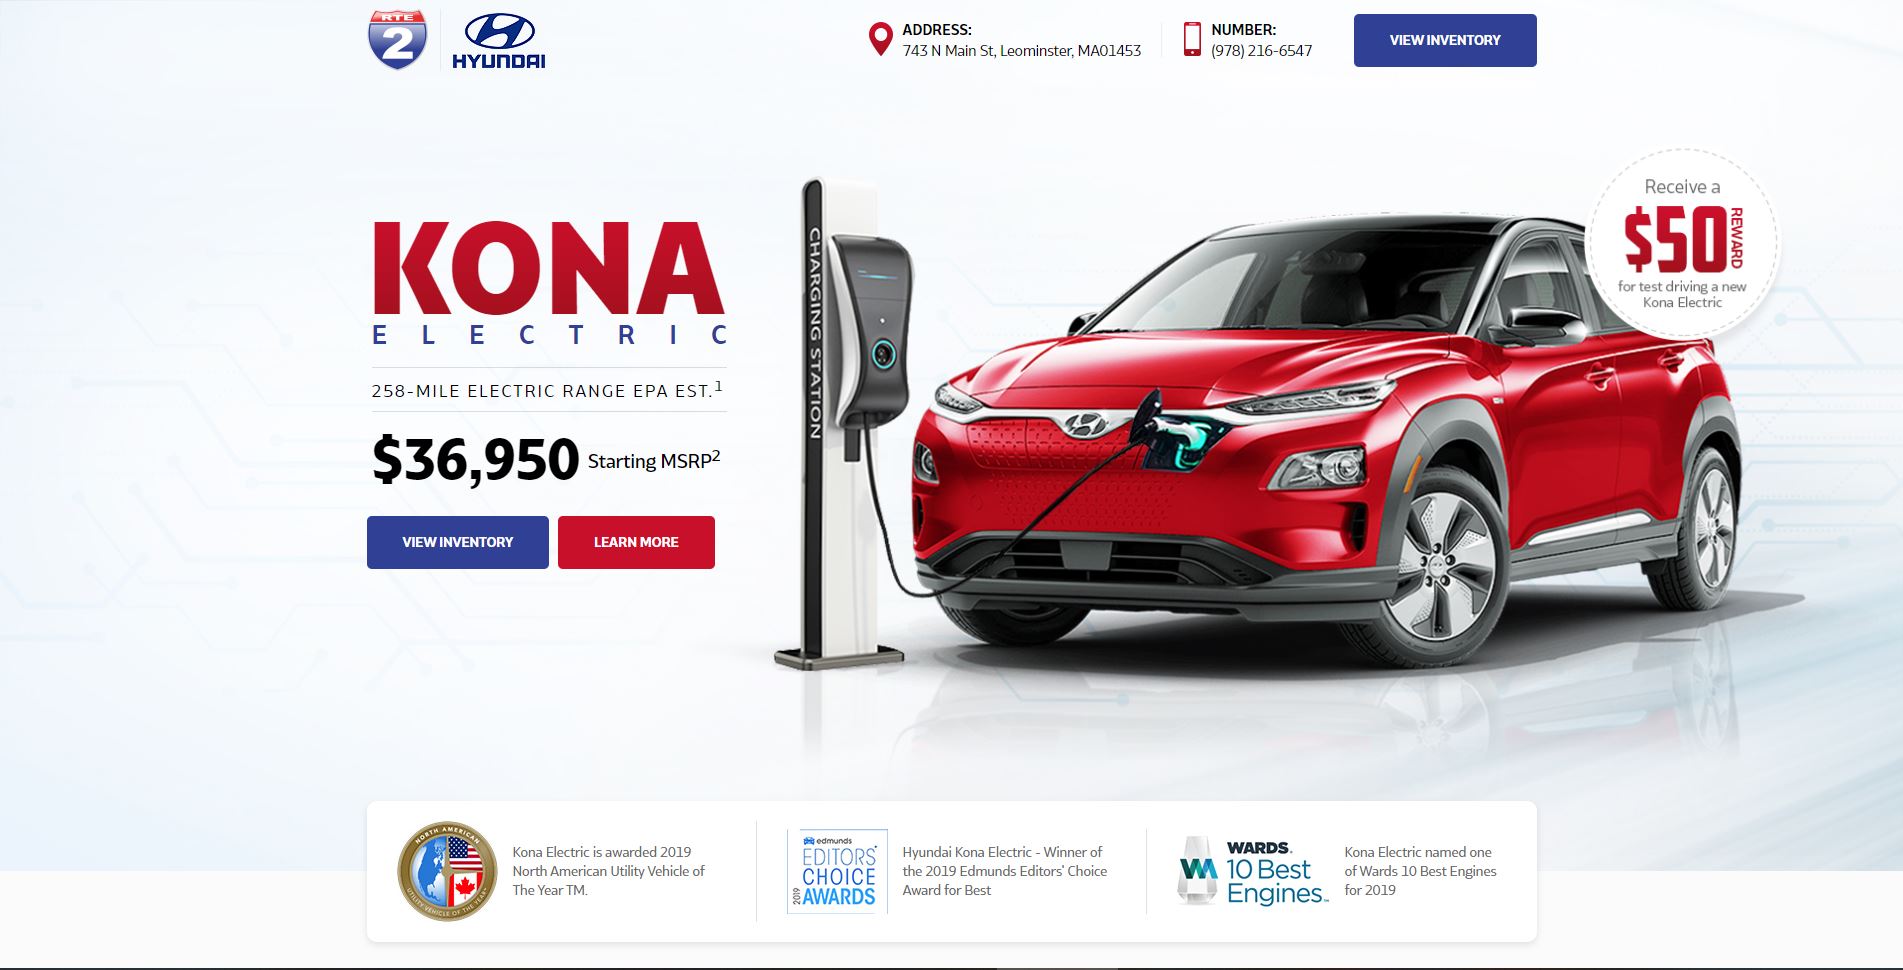 RTE
2
HYUNDAI
ADDRESS:
743 N Main St, Leominster, MA01453
NUMBER:
(978) 216-6547
VIEW INVENTORY
KONA
ELECTRIC
258-MILE ELECTRIC RANGE EPA EST.1
$36,950 Starting MSRP2
VIEW INVENTORY
LEARN MORE
CHARGING STATION
Receive a
$50 REWARD
for test driving a new
Kona Electric
NORTH AMERICAN
UTILITY VEHICLE OF THE YEAR
Kona Electric is awarded 2019
North American Utility Vehicle of
The Year TM.
edmunds
EDITORS'
CHOICE
2019 AWARDS
Hyundai Kona Electric - Winner of
the 2019 Edmunds Editors' Choice
Award for Best
WARDS
10 Best
Engines
Kona Electric named one
of Wards 10 Best Engines
for 2019